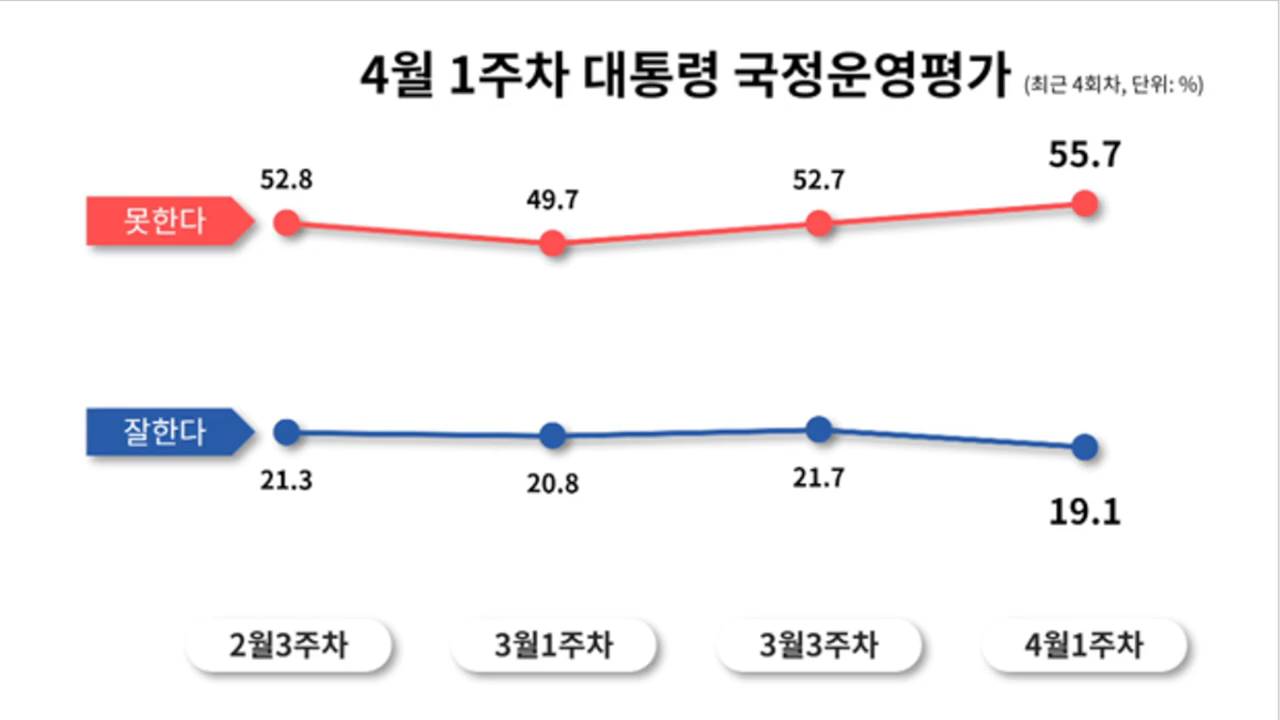 4월 1주차 대통령 국정운영평가 (최근 4회차, 단위: %)
52.8 49.7 52.7 55.7
못한다
잘한다
21.3 20.8 21.7 19.1
2월3주차 3월1주차 3월3주차 4월1주차